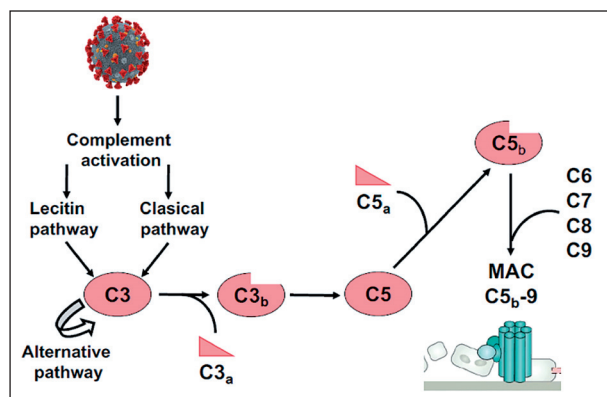 Complement
activation
Lecitin
pathway
Clasical
pathway
C3
Alternative
pathway
C3a
C3b
C5
C5a
C5b
C6
C7
C8
C9
MAC
C5b-9